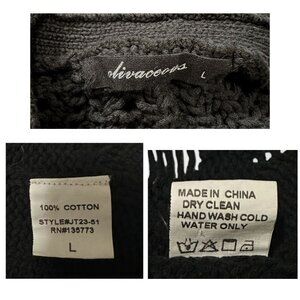 olivaceous
L
100% COTTON
STYLE#JT23-51
RN#135773
L
MADE IN CHINA
DRY CLEAN
HAND WASH COLD
WATER ONLY